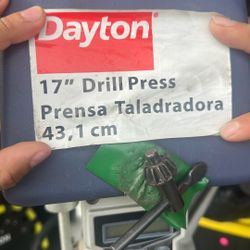 Dayton
17" Drill Press
Prensa Taladradora
43,1 cm